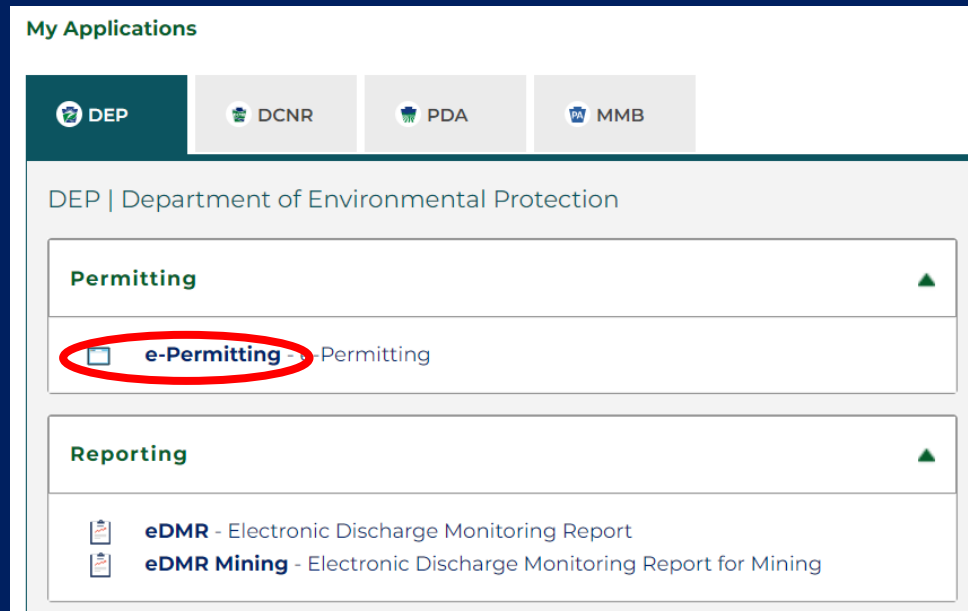 My Applications
DEP
DCNR
PDA
PA MMB
DEP | Department of Environmental Protection
Permitting
e-Permitting - e-Permitting
Reporting
eDMR - Electronic Discharge Monitoring Report
eDMR Mining - Electronic Discharge Monitoring Report for Mining